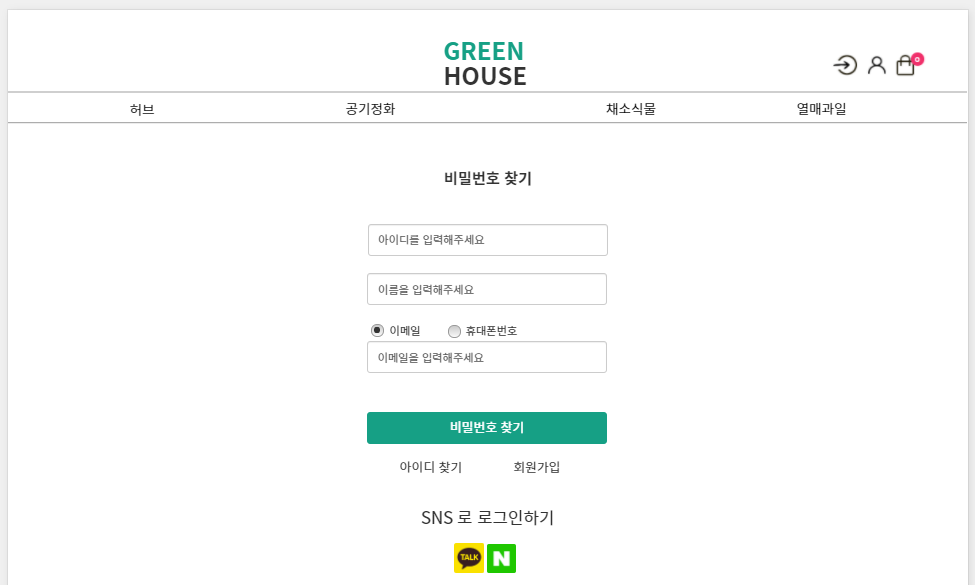 GREEN
HOUSE
0
허브 공기정화 채소식물 열매과일
비밀번호 찾기
아이디를 입력해주세요
이름을 입력해주세요
이메일 휴대폰번호
이메일을 입력해주세요
비밀번호 찾기
아이디 찾기 회원가입
SNS 로 로그인하기
TALK N